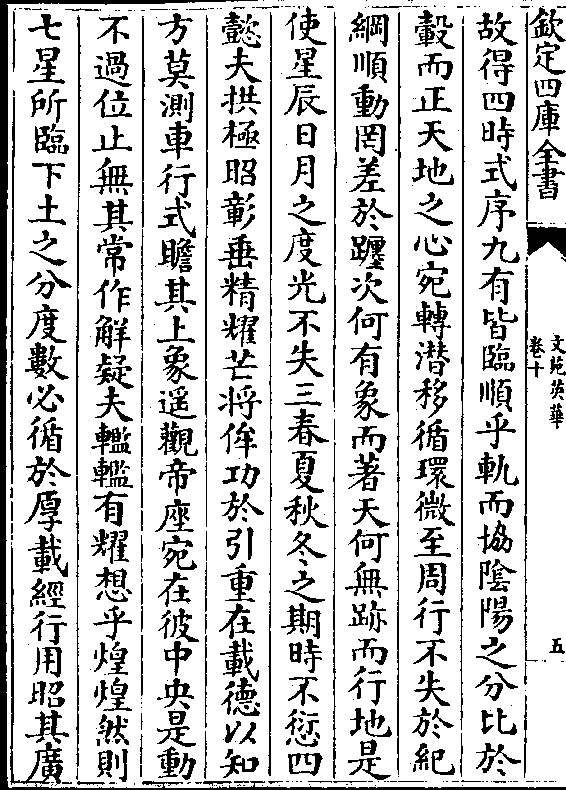 欽定四庫全書
文苑英華
卷十
五
故得四時式序九有皆臨順乎軌而協陰陽之分比於
轂而正天地之心宛轉潜移循環微至周行不失於紀
綱順動罔差於躔次何有象而著天何無跡而行地是
使星辰日月之度光不失三春夏秋冬之期時不愆四
懿夫拱極昭彰垂精耀芒将侔功於引重在載德以知
方莫測車行式瞻其上象遥觀帝座宛在彼中央是動
不過位止無其常作解疑夫轞轞有耀想乎煌煌然則
七星所臨下土之分度數必循於厚載經行用昭其廣